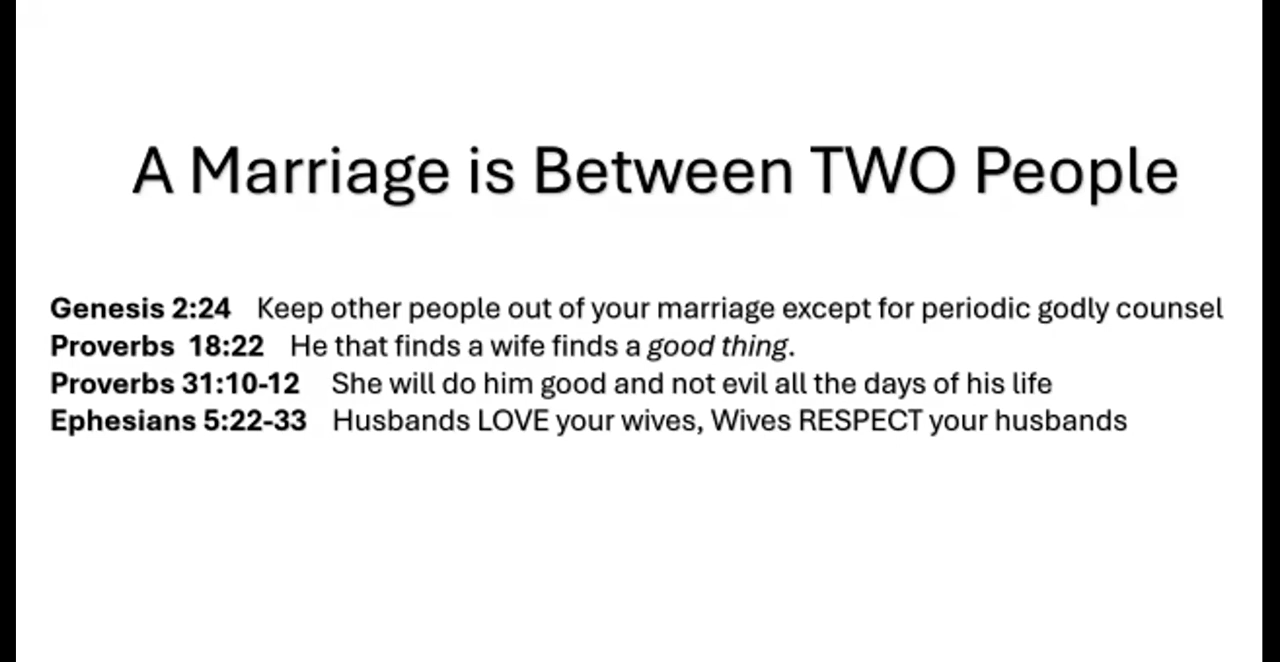 A Marriage is Between TWO People
Genesis 2:24 Keep other people out of your marriage except for periodic godly counsel
Proverbs 18:22 He that finds a wife finds a good thing.
Proverbs 31:10-12 She will do him good and not evil all the days of his life
Ephesians 5:22-33 Husbands LOVE your wives, Wives RESPECT your husbands